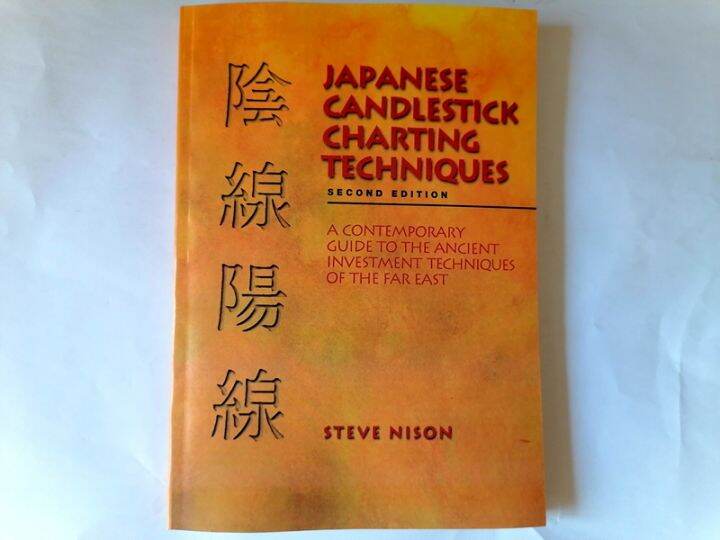 陰線陽線
JAPANESE
CANDLESTICK
CHARTING
TECHNIQUES
SECOND EDITION
A CONTEMPORARY
GUIDE TO THE ANCIENT
INVESTMENT TECHNIQUES
OF THE FAR EAST
STEVE NISON